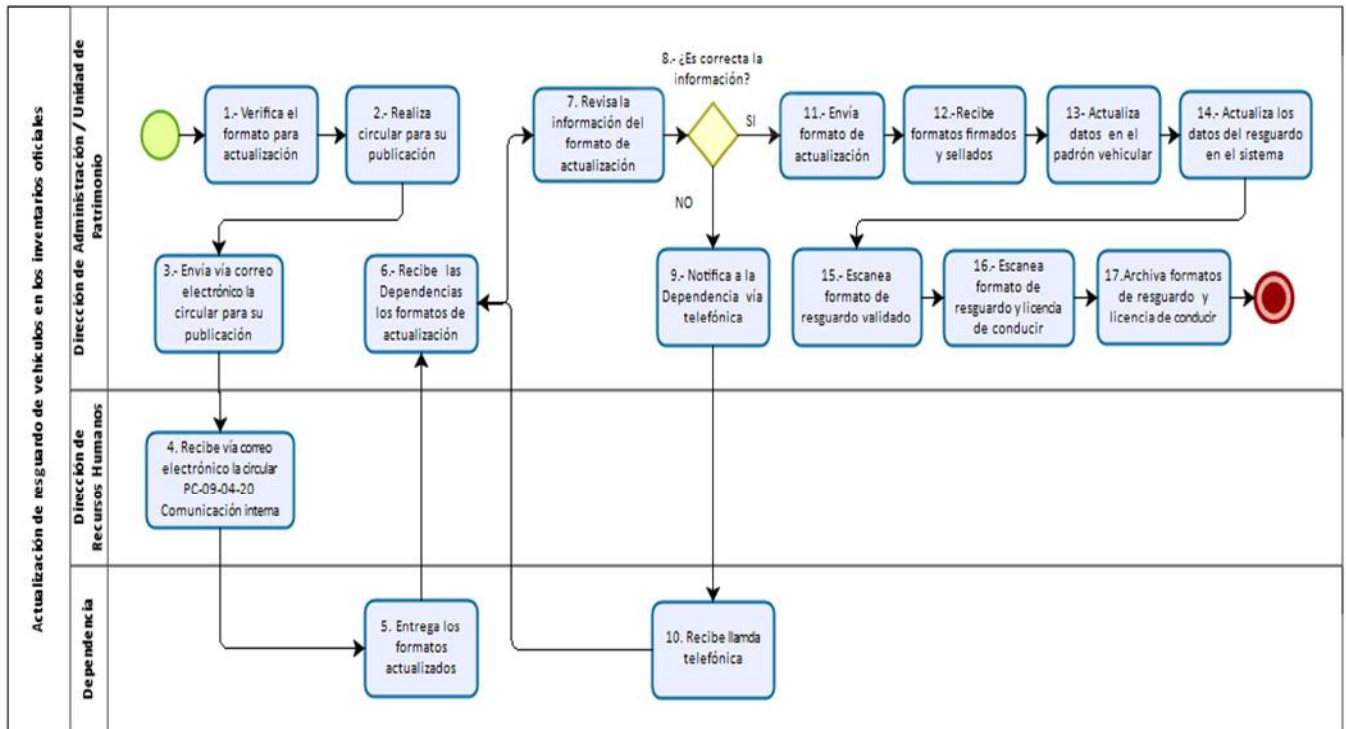 Actualización de resguardo de vehículos en los inventarios oficiales
Dirección de Administración / Unidad de
Patrimonio
1.- Verifica el
formato para
actualización
2.- Realiza
circular para su
publicación
3.- Envía vía correo
electrónico la
circular para su
publicación
6.- Recibe las
Dependencias
los formatos de
actualización
7. Revisa la
información del
formato de
actualización
8.- ¿Es correcta la
información?
SI
NO
9.- Notifica a la
Dependencia vía
telefónica
11.- Envía
formato de
actualización
12.-Recibe
formatos firmados
y sellados
13.- Actualiza
datos en el
padrón vehicular
14.- Actualiza los
datos del resguardo
en el sistema
15.- Escanea
formato de
resguardo validado
16.- Escanea
formato de
resguardo y licencia
de conducir
17.Archiva formatos
de resguardo y
licencia de conducir
Dirección de
Recursos Humanos
4. Recibe vía correo
electrónico la circular
PC-09-04-20
Comunicación interna
Dependencia
5. Entrega los
formatos
actualizados
10. Recibe llamda
telefónica